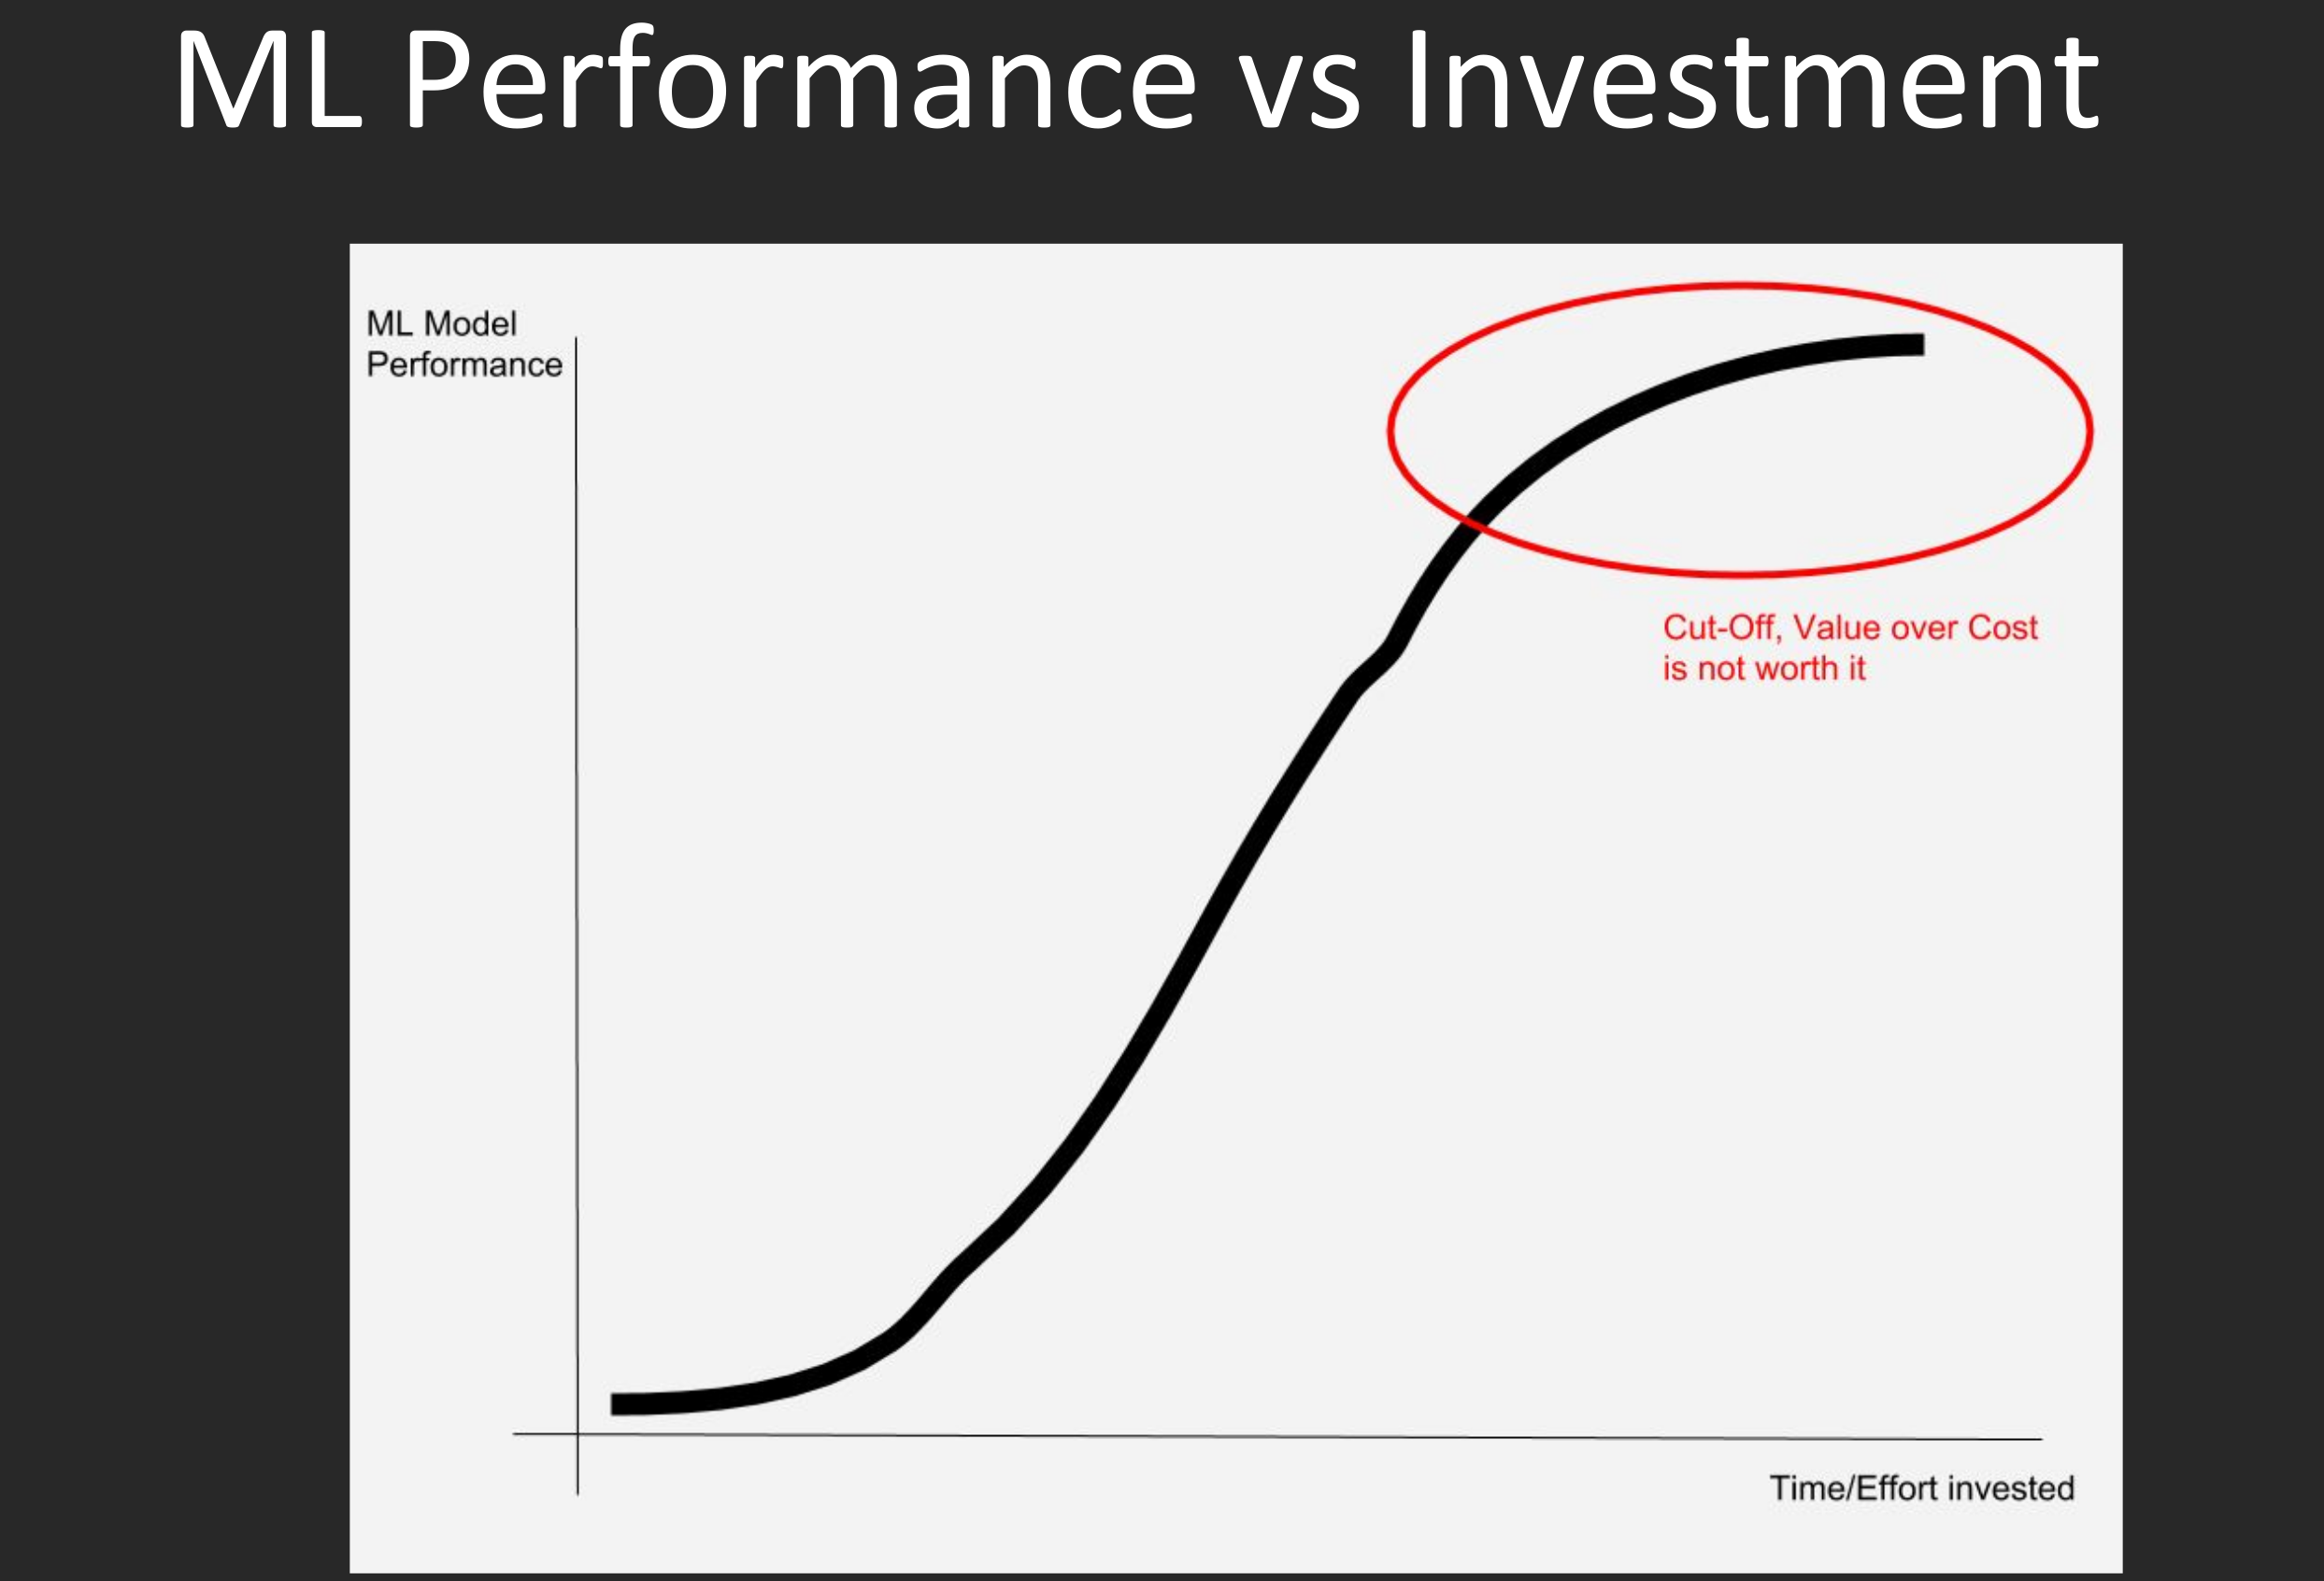 ML Performance vs Investment
ML Model
Performance
Cut-Off, Value over Cost
is not worth it
Time/Effort invested